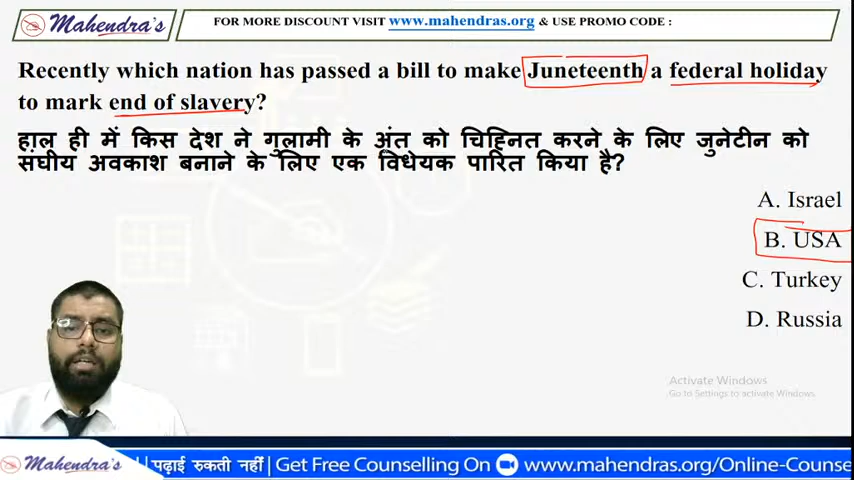 Mahendra's
FOR MORE DISCOUNT VISIT www.mahendras.org & USE PROMO CODE :
Mahendra's
Recently which nation has passed a bill to make Juneteenth a federal holiday
to mark end of slavery?
हाल ही में किस देश ने गुलामी के अंत को चिह्नित करने के लिए जुनेटीन को
संघीय अवकाश बनाने के लिए एक विधेयक पारित किया है?
A. Israel
B. USA
C. Turkey
D. Russia
Activate Windows
Go to Settings to activate Windows.
Mahendra's
पढ़ाई रुकती नहीं | Get Free Counselling On www.mahendras.org/Online-Counse